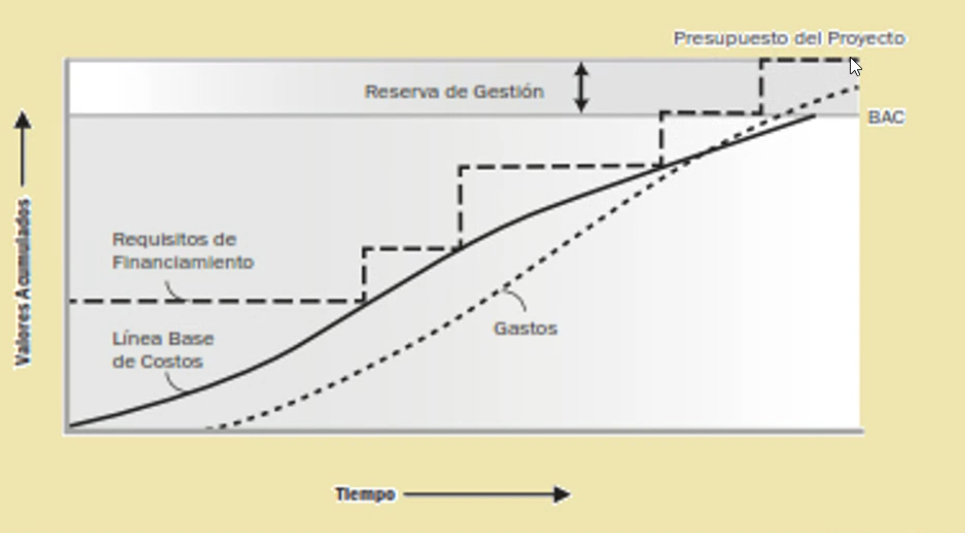 Presupuesto del Proyecto
Reserva de Gestión
BAC
Requisitos de
Financiamiento
Línea Base
de Costos
Gastos
Valores Acumulados
Tiempo